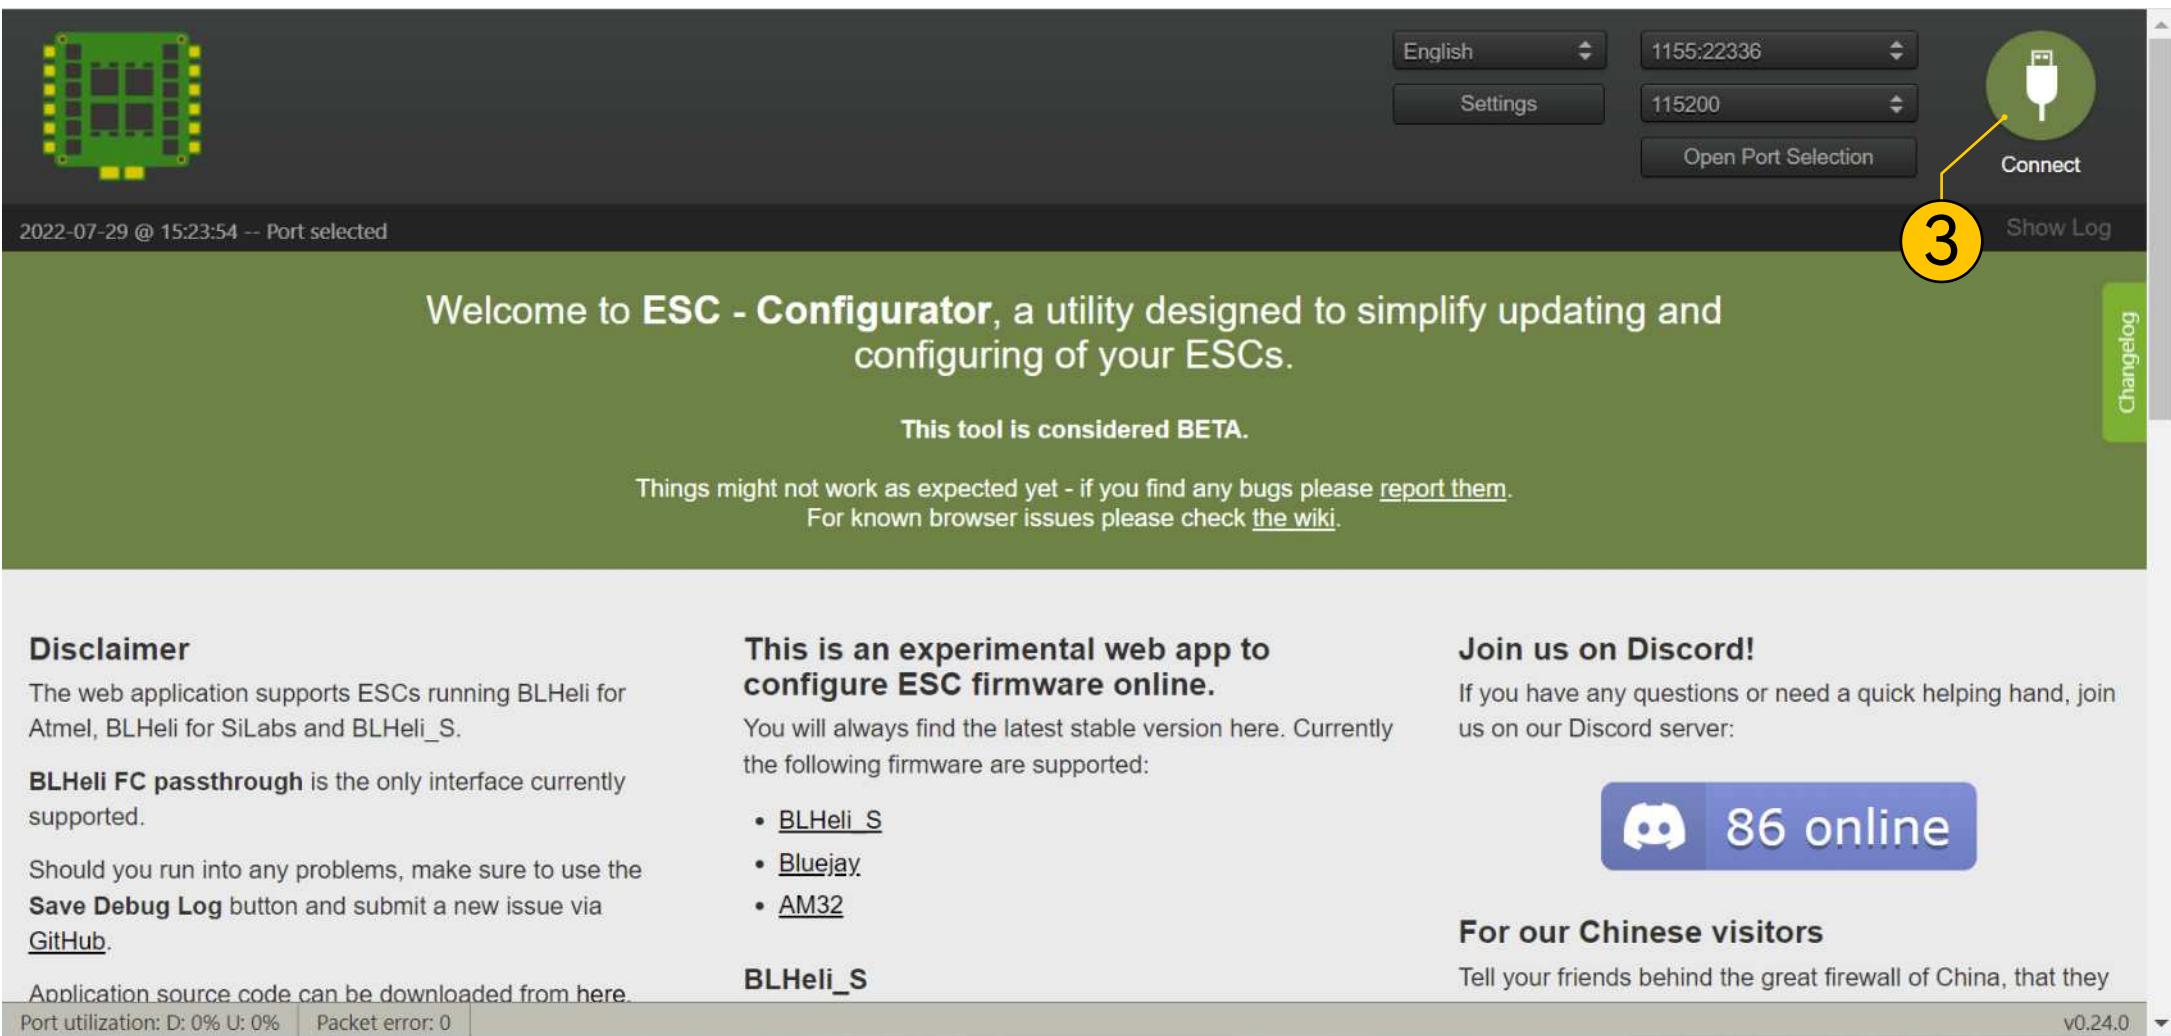 English
1155:22336
Settings
115200
Open Port Selection
Connect
3
2022-07-29 @ 15:23:54 -- Port selected
Show Log
Welcome to ESC - Configurator, a utility designed to simplify updating and
configuring of your ESCs.
This tool is considered BETA.
Things might not work as expected yet - if you find any bugs please report them.
For known browser issues please check the wiki.
Changelog
Disclaimer
The web application supports ESCs running BLHeli for
Atmel, BLHeli for SiLabs and BLHeli_S.
BLHeli FC passthrough is the only interface currently
supported.
Should you run into any problems, make sure to use the
Save Debug Log button and submit a new issue via
GitHub.
Application source code can be downloaded from here.
This is an experimental web app to
configure ESC firmware online.
You will always find the latest stable version here. Currently
the following firmware are supported:
• BLHeli_S
• Bluejay
• AM32
BLHeli_S
Join us on Discord!
If you have any questions or need a quick helping hand, join
us on our Discord server:
86 online
For our Chinese visitors
Tell your friends behind the great firewall of China, that they
Port utilization: D: 0% U: 0%
Packet error: 0
v0.24.0